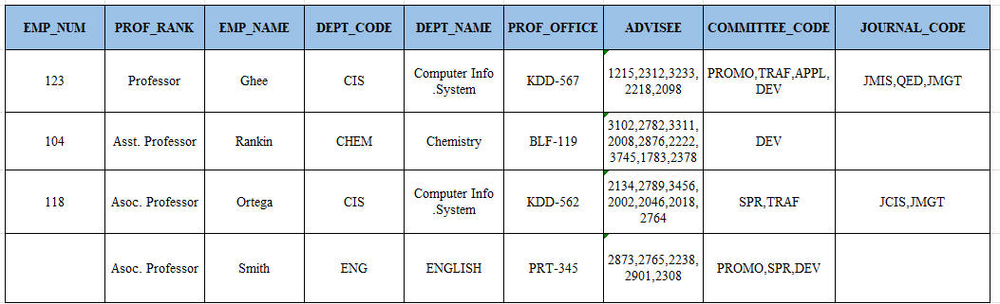 EMP_NUM PROF_RANK EMP_NAME DEPT_CODE DEPT_NAME PROF_OFFICE ADVISEE COMMITTEE_CODE JOURNAL_CODE
123 Professor Ghee CIS Computer Info .System KDD-567 1215,2312,3233, 2218,2098 PROMO,TRAF,APPL, DEV JMIS,QED,JMGT
104 Asst. Professor Rankin CHEM Chemistry BLF-119 3102,2782,3311, 2008,2876,2222, 3745,1783,2378 DEV
118 Asoc. Professor Ortega CIS Computer Info .System KDD-562 2134,2789,3456, 2002,2046,2018, 2764 SPR,TRAF JCIS,JMGT
Asoc. Professor Smith ENG ENGLISH PRT-345 2873,2765,2238, 2901,2308 PROMO,SPR,DEV